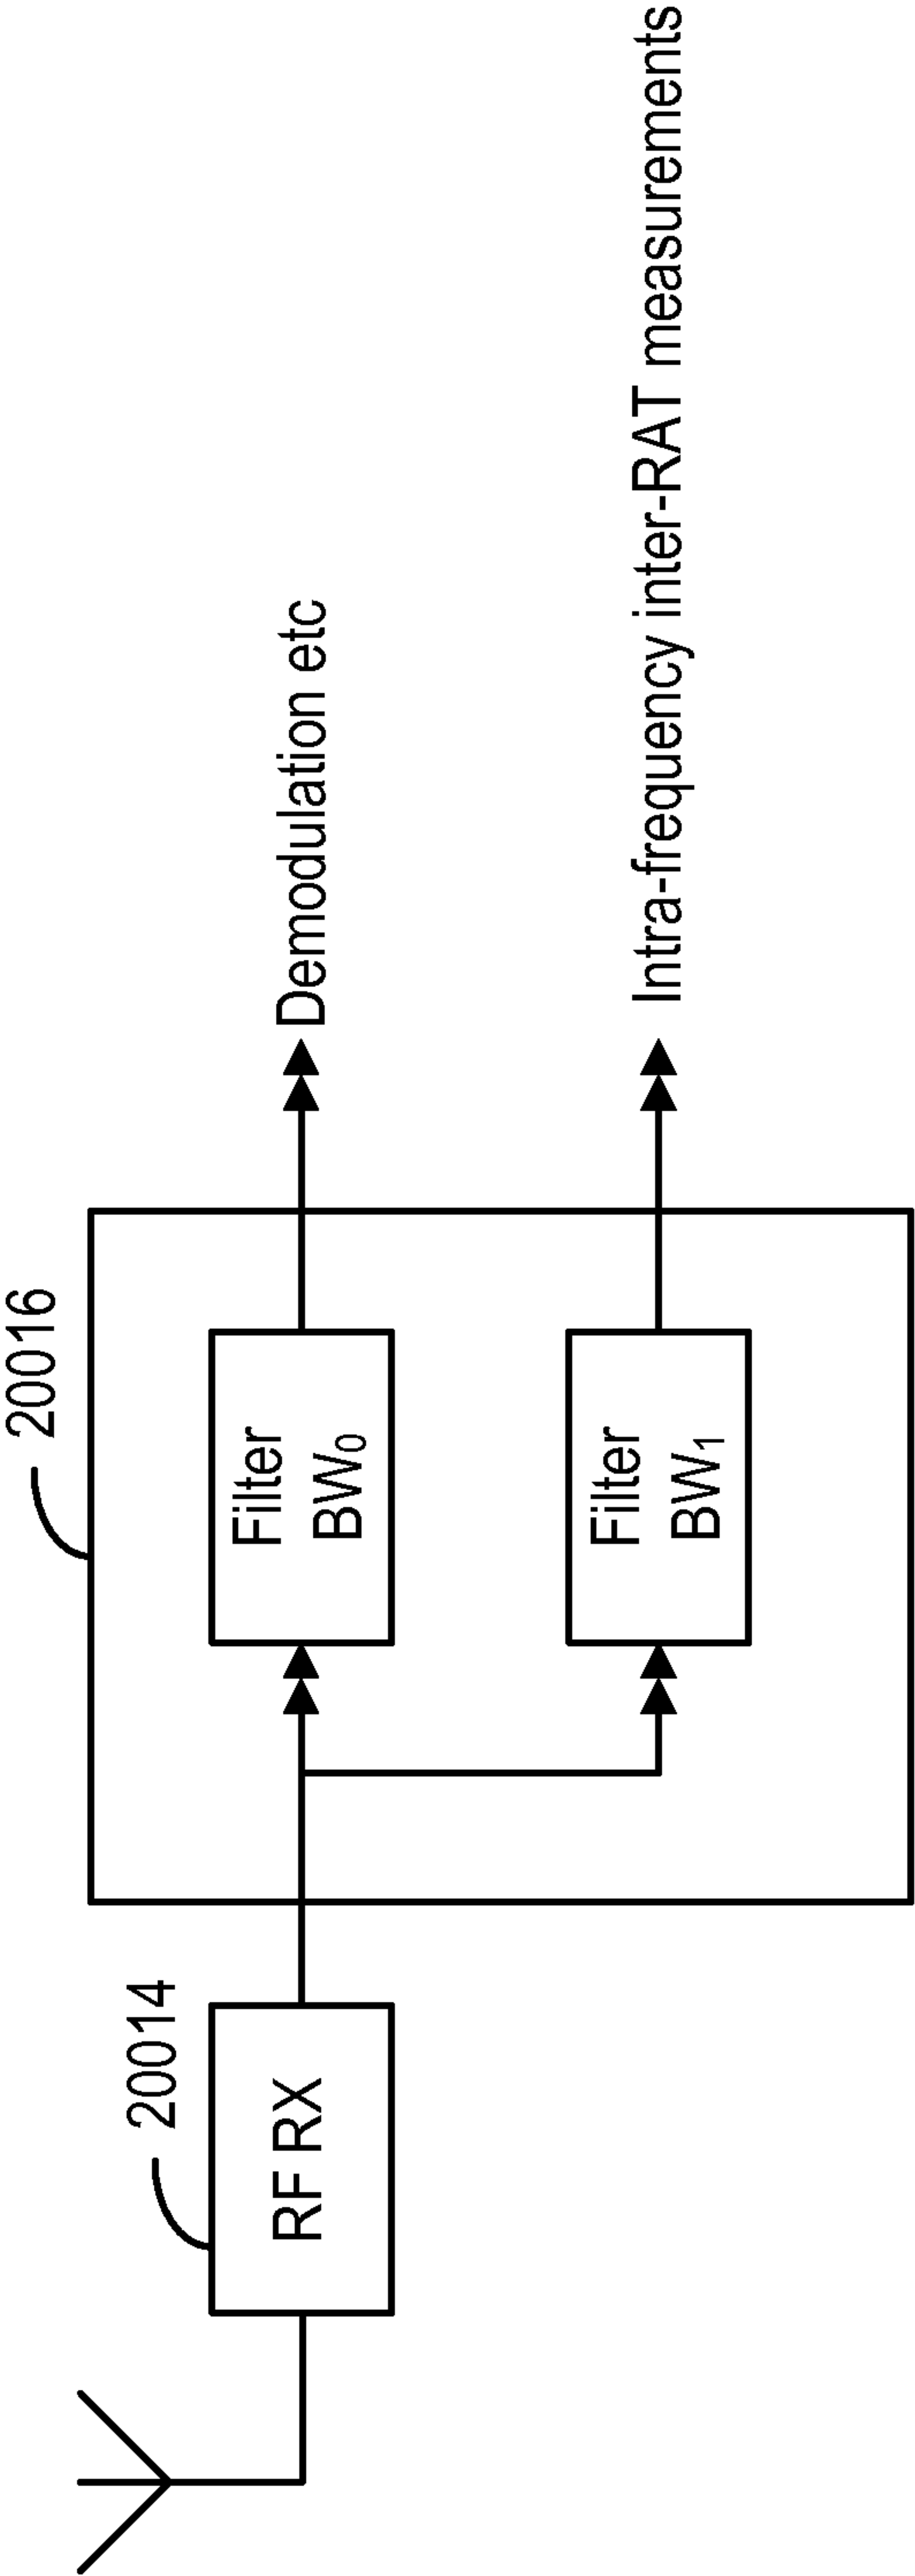 20016
20014
RF RX
Filter
BW₀
Demodulation etc
Filter
BW₁
Intra-frequency inter-RAT measurements